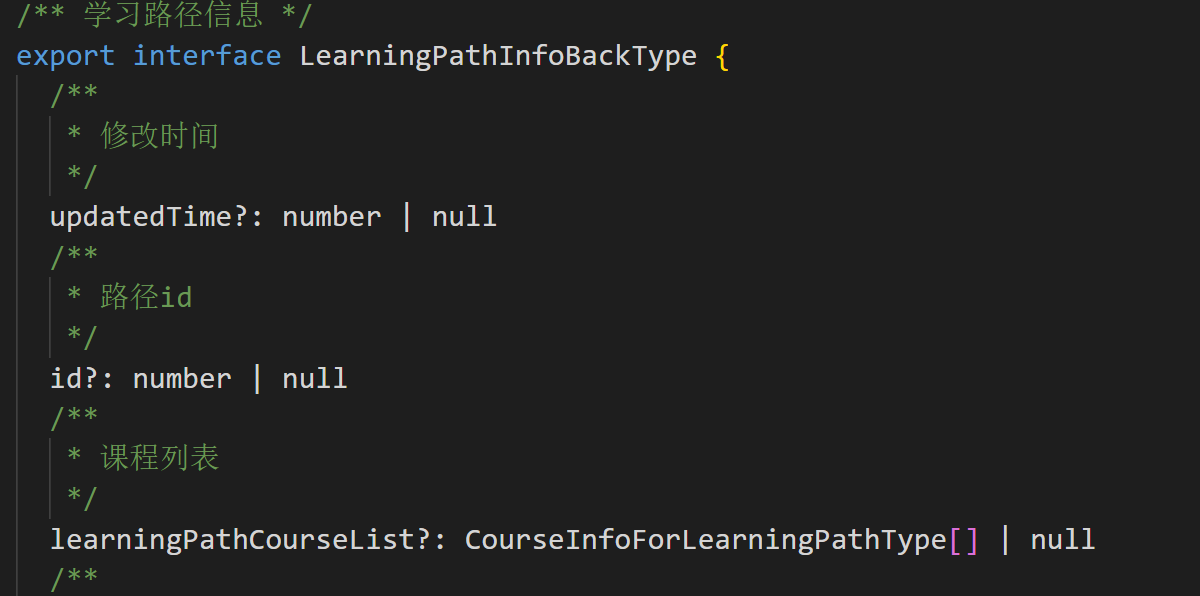 /** 学习路径信息 */
export interface LearningPathInfoBackType {
/**
* 修改时间
*/
updatedTime?: number | null
/**
* 路径id
*/
id?: number | null
/**
* 课程列表
*/
learningPathCourseList?: CourseInfoForLearningPathType[] | null
/**